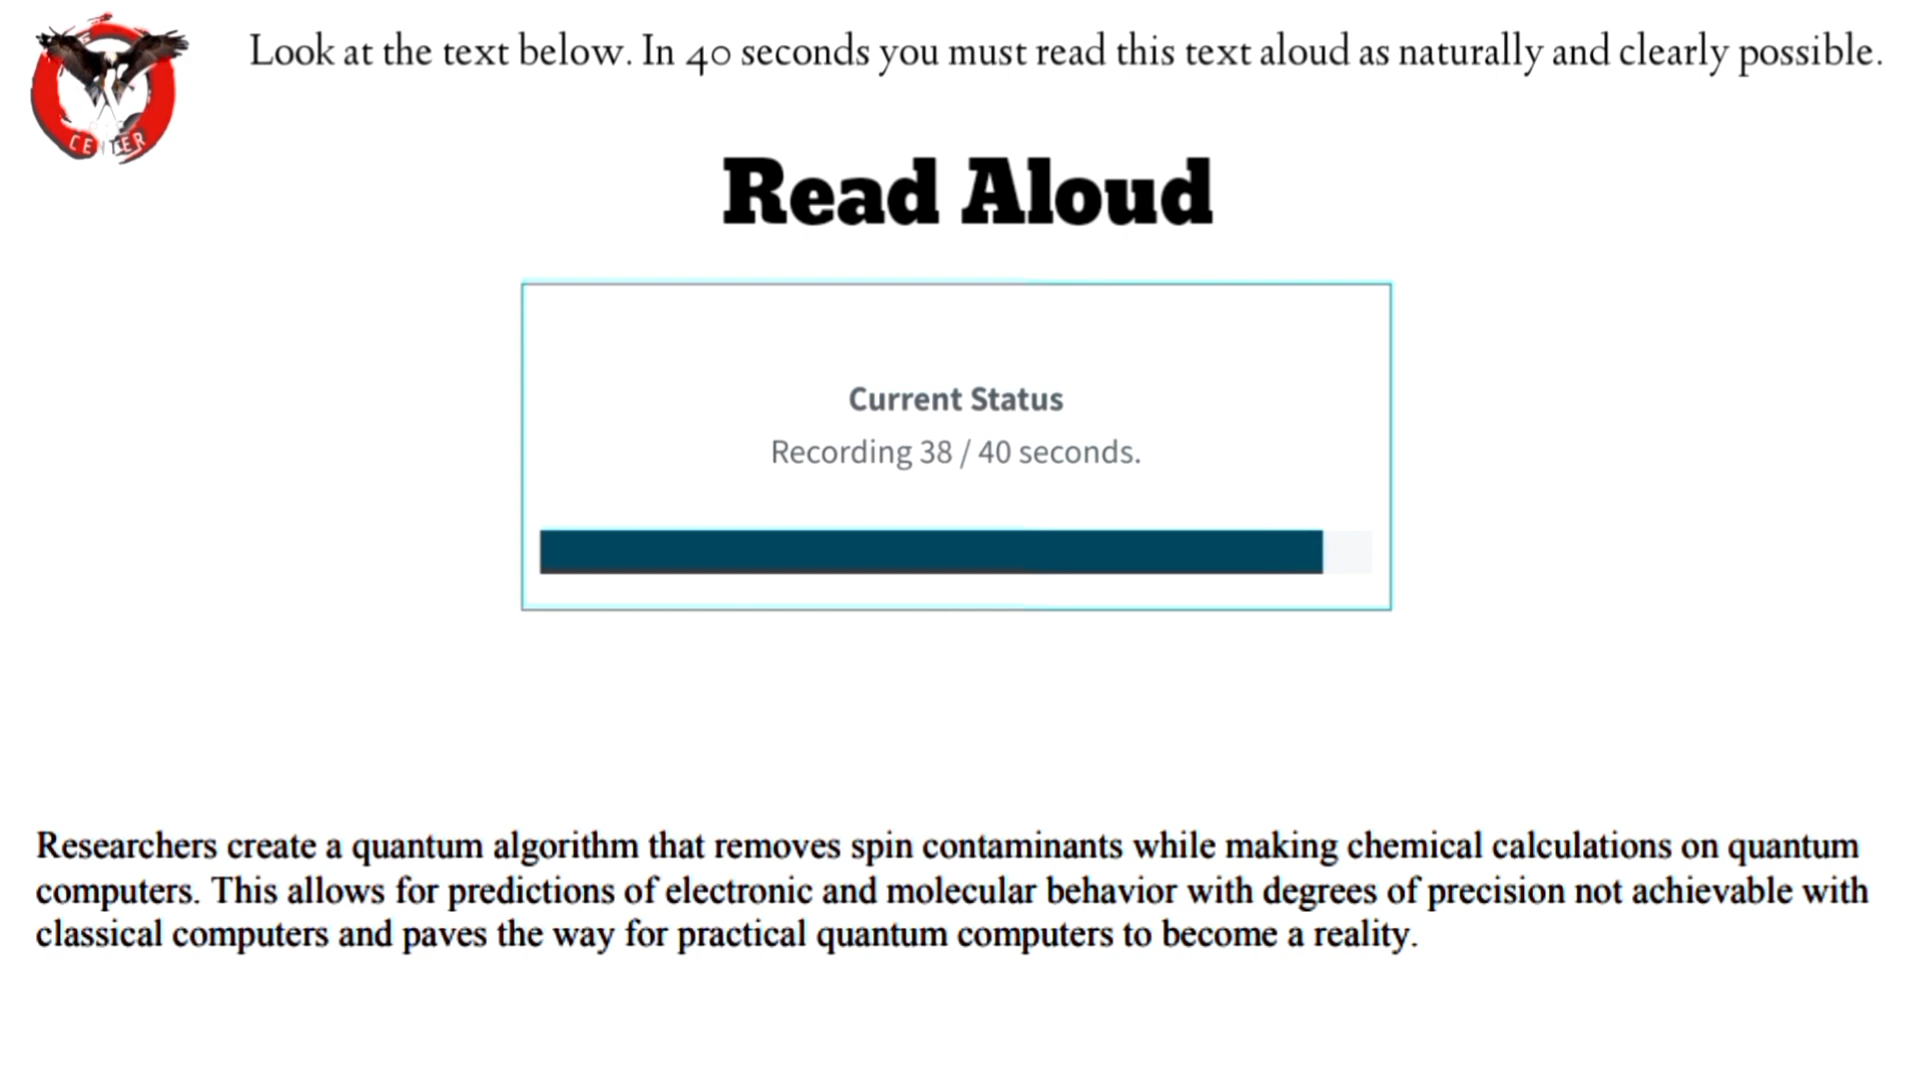 Look at the text below. In 40 seconds you must read this text aloud as naturally and clearly possible.
CENTER
Read Aloud
Current Status
Recording 38 / 40 seconds.
Researchers create a quantum algorithm that removes spin contaminants while making chemical calculations on quantum
computers. This allows for predictions of electronic and molecular behavior with degrees of precision not achievable with
classical computers and paves the way for practical quantum computers to become a reality.